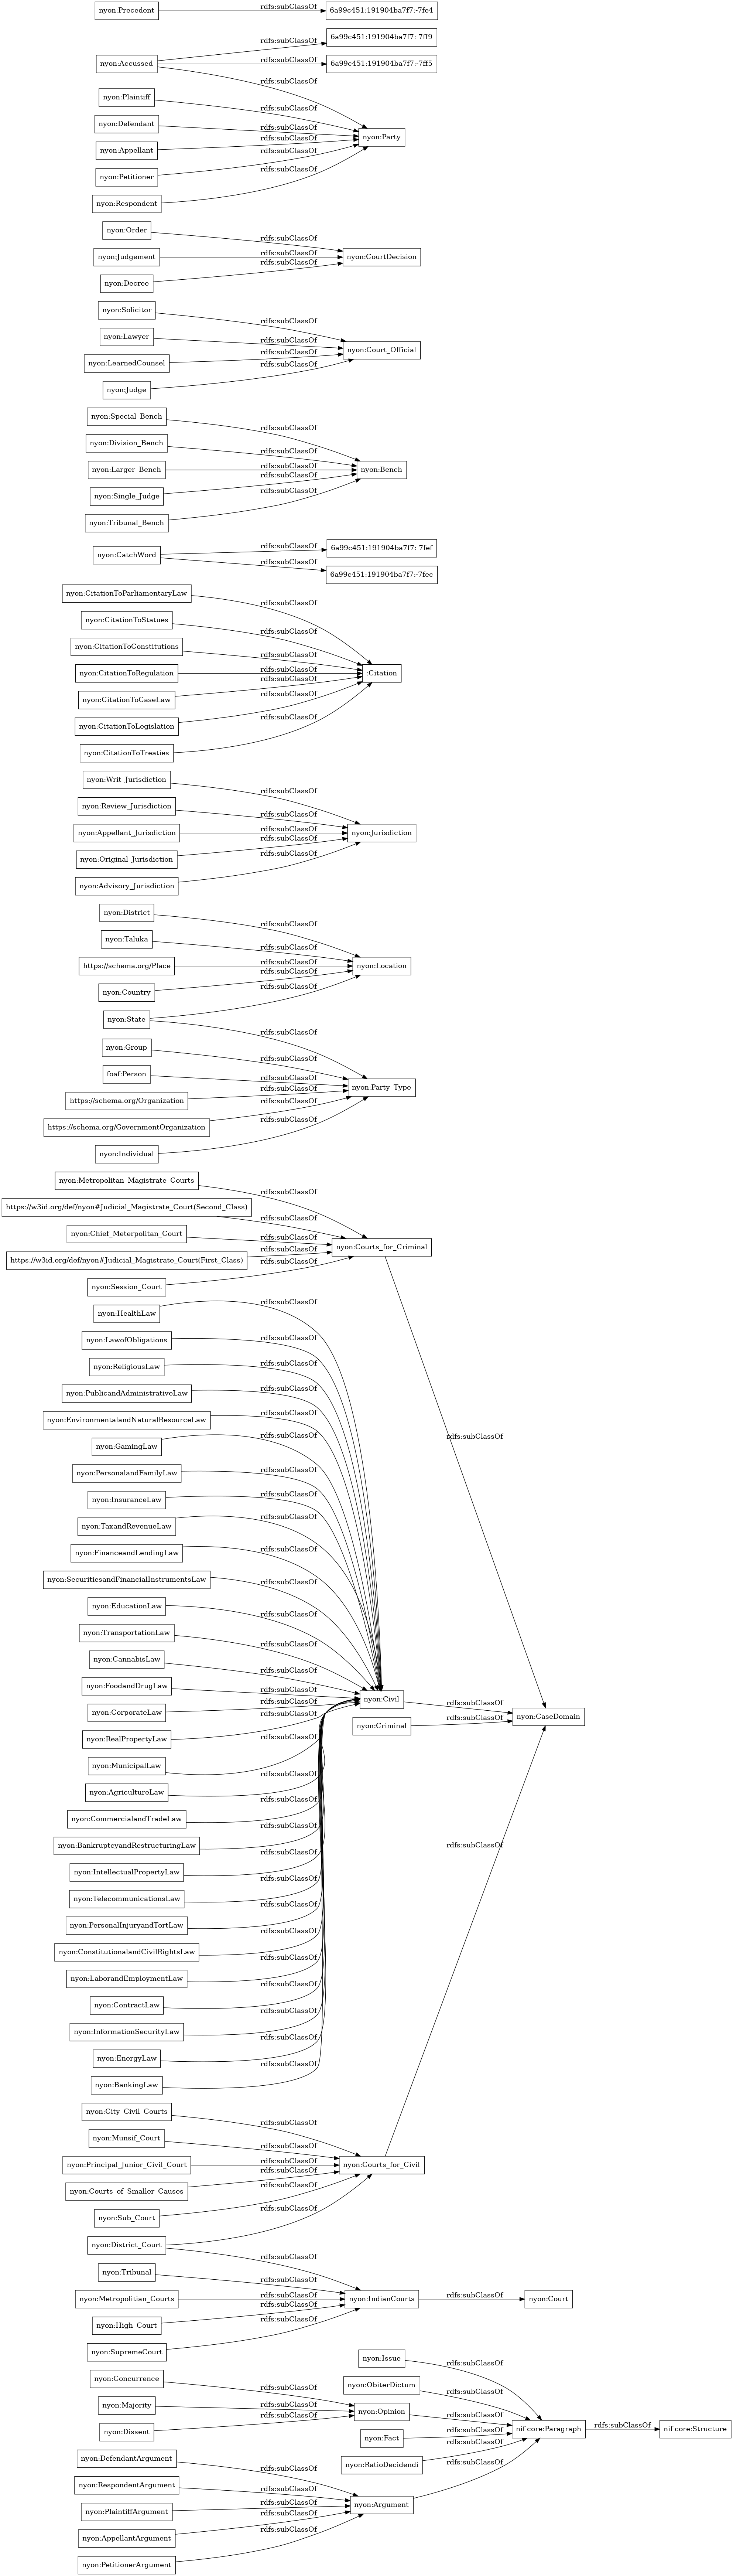 nyon:Precedent
rdfs:subClassOf
6a99c451:191904ba7f7:-7fe4
rdfs:subClassOf
6a99c451:191904ba7f7:-7ff9
nyon:Accussed
rdfs:subClassOf
6a99c451:191904ba7f7:-7ff5
rdfs:subClassOf
nyon:Plaintiff
rdfs:subClassOf
nyon:Defendant
rdfs:subClassOf
nyon:Party
nyon:Appellant
rdfs:subClassOf
nyon:Petitioner
rdfs:subClassOf
nyon:Respondent
rdfs:subClassOf
nyon:Order
rdfs:subClassOf
nyon:Judgement
rdfs:subClassOf
nyon:CourtDecision
nyon:Decree
rdfs:subClassOf
nyon:Solicitor
rdfs:subClassOf
nyon:Lawyer
rdfs:subClassOf
nyon:Court_Official
nyon:LearnedCounsel
rdfs:subClassOf
nyon:Judge
rdfs:subClassOf
nyon:Special_Bench
rdfs:subClassOf
nyon:Division_Bench
rdfs:subClassOf
nyon:Larger_Bench
rdfs:subClassOf
nyon:Bench
nyon:Single_Judge
rdfs:subClassOf
nyon:Tribunal_Bench
rdfs:subClassOf
nyon:CatchWord
rdfs:subClassOf
6a99c451:191904ba7f7:-7fef
rdfs:subClassOf
6a99c451:191904ba7f7:-7fec
nyon:CitationToParliamentaryLaw
rdfs:subClassOf
nyon:CitationToStatues
rdfs:subClassOf
nyon:CitationToConstitutions
rdfs:subClassOf
nyon:CitationToRegulation
rdfs:subClassOf
:Citation
nyon:CitationToCaseLaw
rdfs:subClassOf
nyon:CitationToLegislation
rdfs:subClassOf
nyon:CitationToTreaties
rdfs:subClassOf
nyon:Writ_Jurisdiction
rdfs:subClassOf
nyon:Review_Jurisdiction
rdfs:subClassOf
nyon:Appellant_Jurisdiction
rdfs:subClassOf
nyon:Jurisdiction
nyon:Original_Jurisdiction
rdfs:subClassOf
nyon:Advisory_Jurisdiction
rdfs:subClassOf
nyon:District
rdfs:subClassOf
nyon:Taluka
rdfs:subClassOf
https://schema.org/Place
rdfs:subClassOf
nyon:Location
nyon:Country
rdfs:subClassOf
nyon:State
rdfs:subClassOf
rdfs:subClassOf
nyon:Group
rdfs:subClassOf
foaf:Person
rdfs:subClassOf
nyon:Party_Type
https://schema.org/Organization
rdfs:subClassOf
https://schema.org/GovernmentOrganization
rdfs:subClassOf
nyon:Individual
rdfs:subClassOf
nyon:Metropolitan_Magistrate_Courts
rdfs:subClassOf
https://w3id.org/def/nyon#Judicial_Magistrate_Court(Second_Class)
rdfs:subClassOf
nyon:Chief_Meterpolitan_Court
rdfs:subClassOf
nyon:Courts_for_Criminal
https://w3id.org/def/nyon#Judicial_Magistrate_Court(First_Class)
rdfs:subClassOf
nyon:Session_Court
rdfs:subClassOf
nyon:HealthLaw
rdfs:subClassOf
nyon:LawofObligations
rdfs:subClassOf
nyon:ReligiousLaw
rdfs:subClassOf
nyon:PublicandAdministrativeLaw
rdfs:subClassOf
nyon:EnvironmentalandNaturalResourceLaw
rdfs:subClassOf
rdfs:subClassOf
nyon:GamingLaw
rdfs:subClassOf
nyon:PersonalandFamilyLaw
rdfs:subClassOf
nyon:InsuranceLaw
rdfs:subClassOf
nyon:TaxandRevenueLaw
rdfs:subClassOf
nyon:FinanceandLendingLaw
rdfs:subClassOf
nyon:SecuritiesandFinancialInstrumentsLaw
rdfs:subClassOf
nyon:EducationLaw
rdfs:subClassOf
nyon:TransportationLaw
rdfs:subClassOf
nyon:CannabisLaw
rdfs:subClassOf
nyon:FoodandDrugLaw
rdfs:subClassOf
nyon:Civil
rdfs:subClassOf
nyon:CorporateLaw
rdfs:subClassOf
nyon:CaseDomain
nyon:Criminal
rdfs:subClassOf
nyon:RealPropertyLaw
rdfs:subClassOf
nyon:MunicipalLaw
rdfs:subClassOf
nyon:AgricultureLaw
rdfs:subClassOf
nyon:CommercialandTradeLaw
rdfs:subClassOf
nyon:BankruptcyandRestructuringLaw
rdfs:subClassOf
rdfs:subClassOf
nyon:IntellectualPropertyLaw
rdfs:subClassOf
nyon:TelecommunicationsLaw
rdfs:subClassOf
nyon:PersonalInjuryandTortLaw
rdfs:subClassOf
nyon:ConstitutionalandCivilRightsLaw
rdfs:subClassOf
nyon:LaborandEmploymentLaw
rdfs:subClassOf
nyon:ContractLaw
rdfs:subClassOf
nyon:InformationSecurityLaw
rdfs:subClassOf
nyon:EnergyLaw
rdfs:subClassOf
nyon:BankingLaw
rdfs:subClassOf
nyon:City_Civil_Courts
rdfs:subClassOf
nyon:Munsif_Court
rdfs:subClassOf
nyon:Principal_Junior_Civil_Court
rdfs:subClassOf
nyon:Courts_for_Civil
nyon:Courts_of_Smaller_Causes
rdfs:subClassOf
nyon:Sub_Court
rdfs:subClassOf
nyon:District_Court
rdfs:subClassOf
rdfs:subClassOf
nyon:Tribunal
rdfs:subClassOf
nyon:Metropolitian_Courts
rdfs:subClassOf
nyon:IndianCourts
rdfs:subClassOf
nyon:Court
nyon:High_Court
rdfs:subClassOf
nyon:SupremeCourt
rdfs:subClassOf
nyon:Issue
rdfs:subClassOf
nyon:Concurrence
rdfs:subClassOf
nyon:ObiterDictum
rdfs:subClassOf
nyon:Majority
rdfs:subClassOf
nyon:Opinion
rdfs:subClassOf
nyon:Dissent
rdfs:subClassOf
nif-core:Paragraph
rdfs:subClassOf
nif-core:Structure
nyon:Fact
rdfs:subClassOf
nyon:RatioDecidendi
rdfs:subClassOf
nyon:DefendantArgument
rdfs:subClassOf
nyon:RespondentArgument
rdfs:subClassOf
nyon:Argument
rdfs:subClassOf
nyon:PlaintiffArgument
rdfs:subClassOf
nyon:AppellantArgument
rdfs:subClassOf
nyon:PetitionerArgument
rdfs:subClassOf